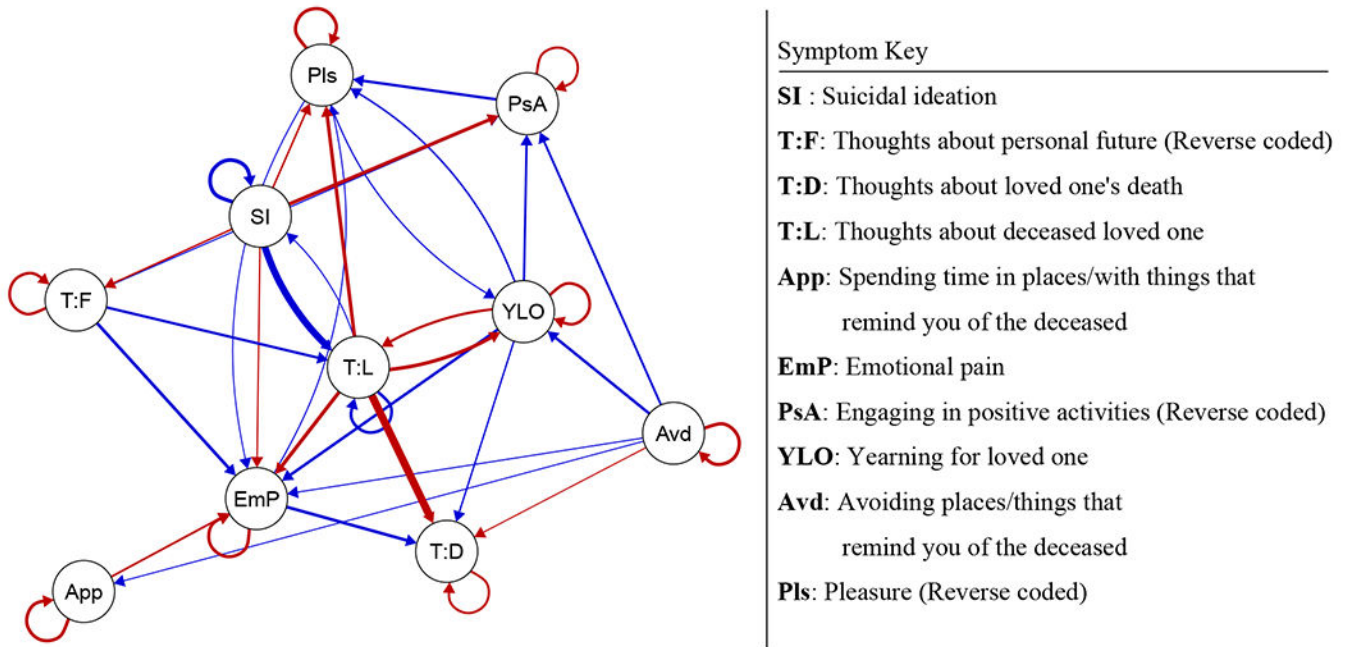 Pls
PsA
SI
T:F
YLO
T:L
Avd
EmP
T:D
App
Symptom Key
SI : Suicidal ideation
T:F: Thoughts about personal future (Reverse coded)
T:D: Thoughts about loved one's death
T:L: Thoughts about deceased loved one
App: Spending time in places/with things that
remind you of the deceased
EmP: Emotional pain
PsA: Engaging in positive activities (Reverse coded)
YLO: Yearning for loved one
Avd: Avoiding places/things that
remind you of the deceased
Pls: Pleasure (Reverse coded)